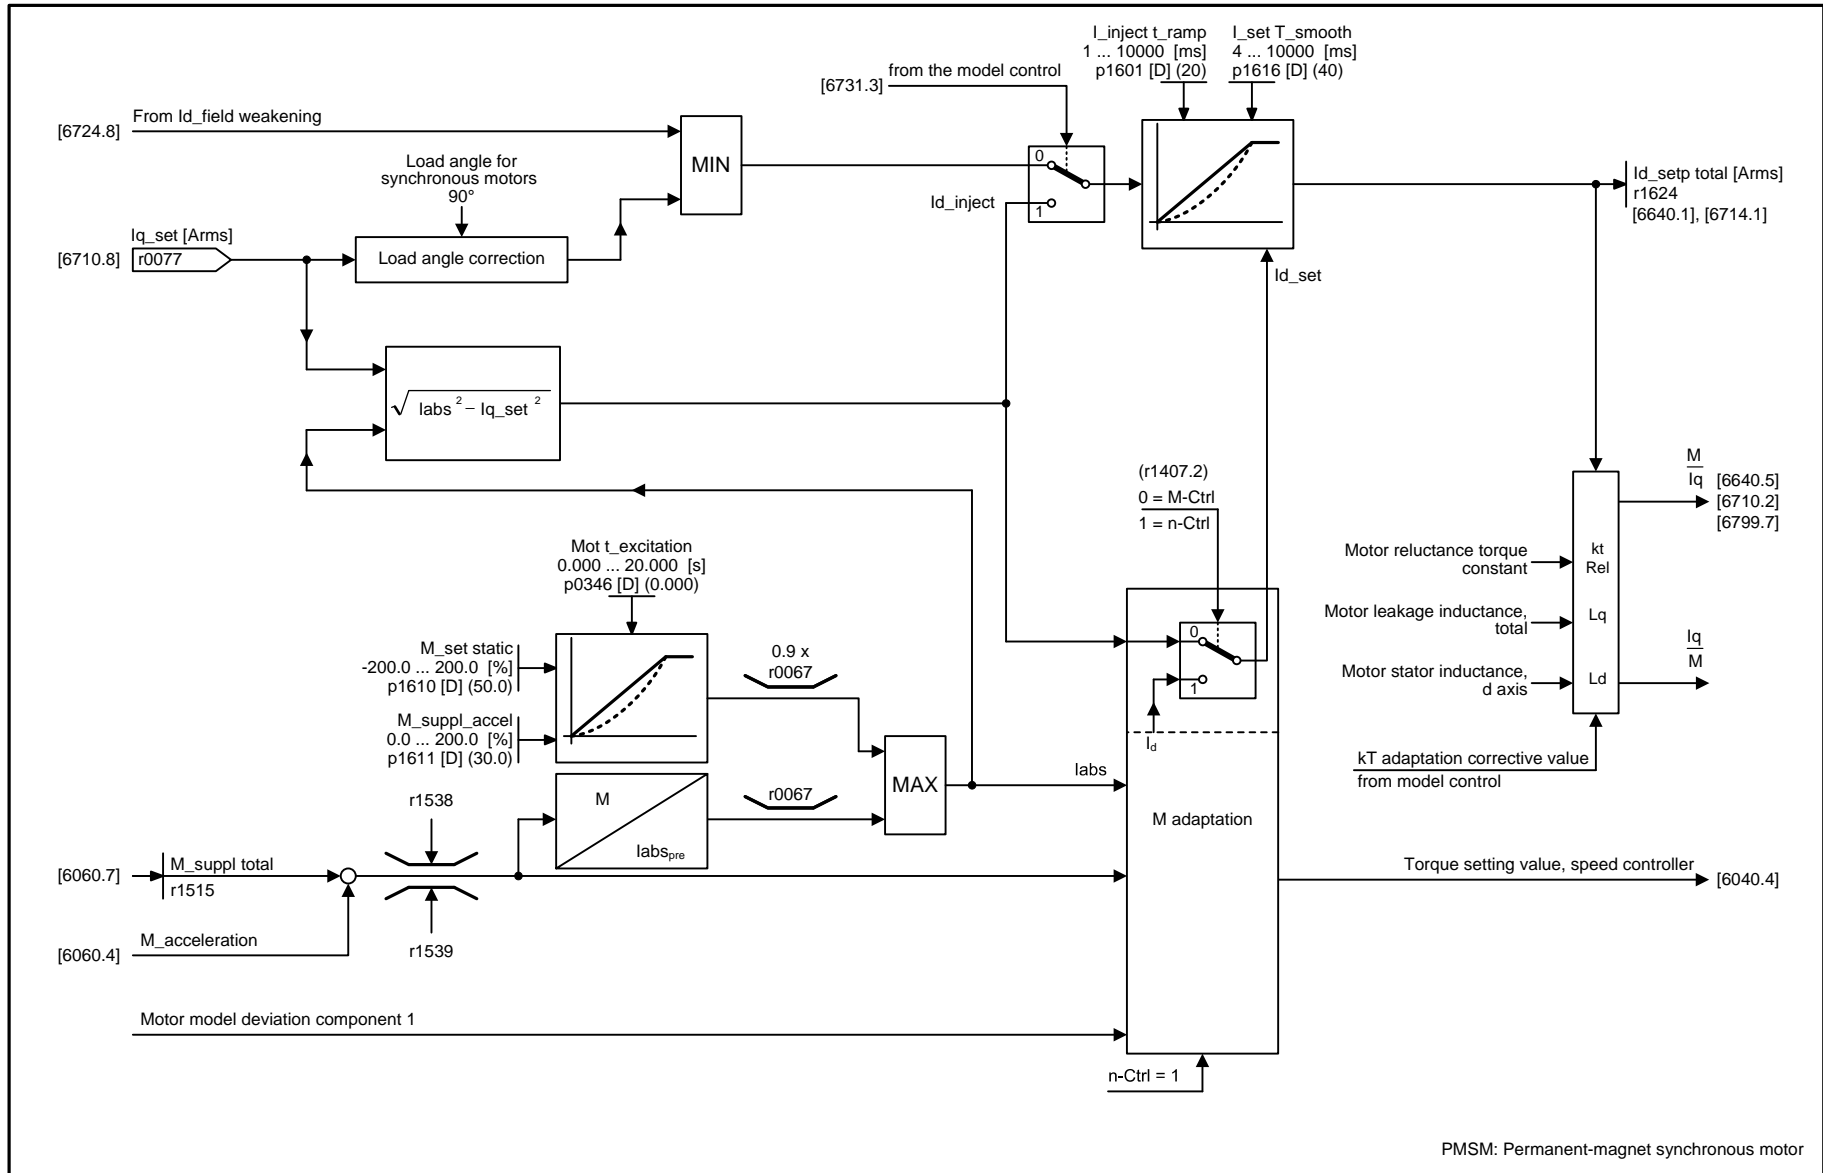 I_inject t_ramp
1 ... 10000 [ms]
p1601 [D] (20)
I_set T_smooth
4 ... 10000 [ms]
p1616 [D] (40)
from the model control
[6731.3]
From Id_field weakening
[6724.8]
MIN
0
1
Id_inject
Load angle for
synchronous motors
90°
Id_setp total [Arms]
r1624
[6640.1], [6714.1]
Iq_set [Arms]
[6710.8]
r0077
Load angle correction
Id_set
√ Iabs 2 – Iq_set 2
(r1407.2)
0 = M-Ctrl
1 = n-Ctrl
M
Iq
[6640.5]
[6710.2]
[6799.7]
Mot t_excitation
0.000 ... 20.000 [s]
p0346 [D] (0.000)
Motor reluctance torque
constant
kt
Rel
Motor leakage inductance,
total
Lq
Iq
M
Motor stator inductance,
d axis
Ld
M_set static
-200.0 ... 200.0 [%]
p1610 [D] (50.0)
0.9 x
r0067
0
1
Id
M_suppl_accel
0.0 ... 200.0 [%]
p1611 [D] (30.0)
kT adaptation corrective value
from model control
Iabs
MAX
r1538
M
Iabspre
r0067
M adaptation
[6060.7]
M_suppl total
r1515
Torque setting value, speed controller
[6040.4]
[6060.4]
M_acceleration
r1539
Motor model deviation component 1
n-Ctrl = 1
PMSM: Permanent-magnet synchronous motor